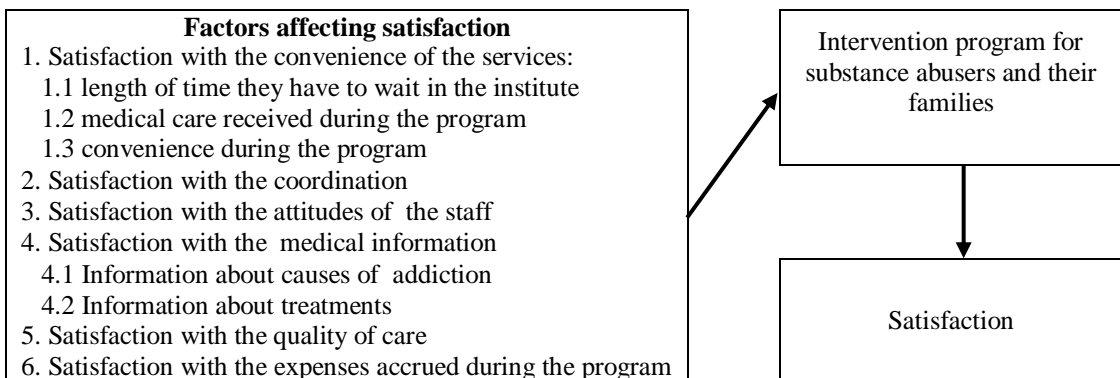 Factors affecting satisfaction
1. Satisfaction with the convenience of the services:
1.1 length of time they have to wait in the institute
1.2 medical care received during the program
1.3 convenience during the program
2. Satisfaction with the coordination
3. Satisfaction with the attitudes of the staff
4. Satisfaction with the medical information
4.1 Information about causes of addiction
4.2 Information about treatments
5. Satisfaction with the quality of care
6. Satisfaction with the expenses accrued during the program
Intervention program for
substance abusers and their
families
Satisfaction